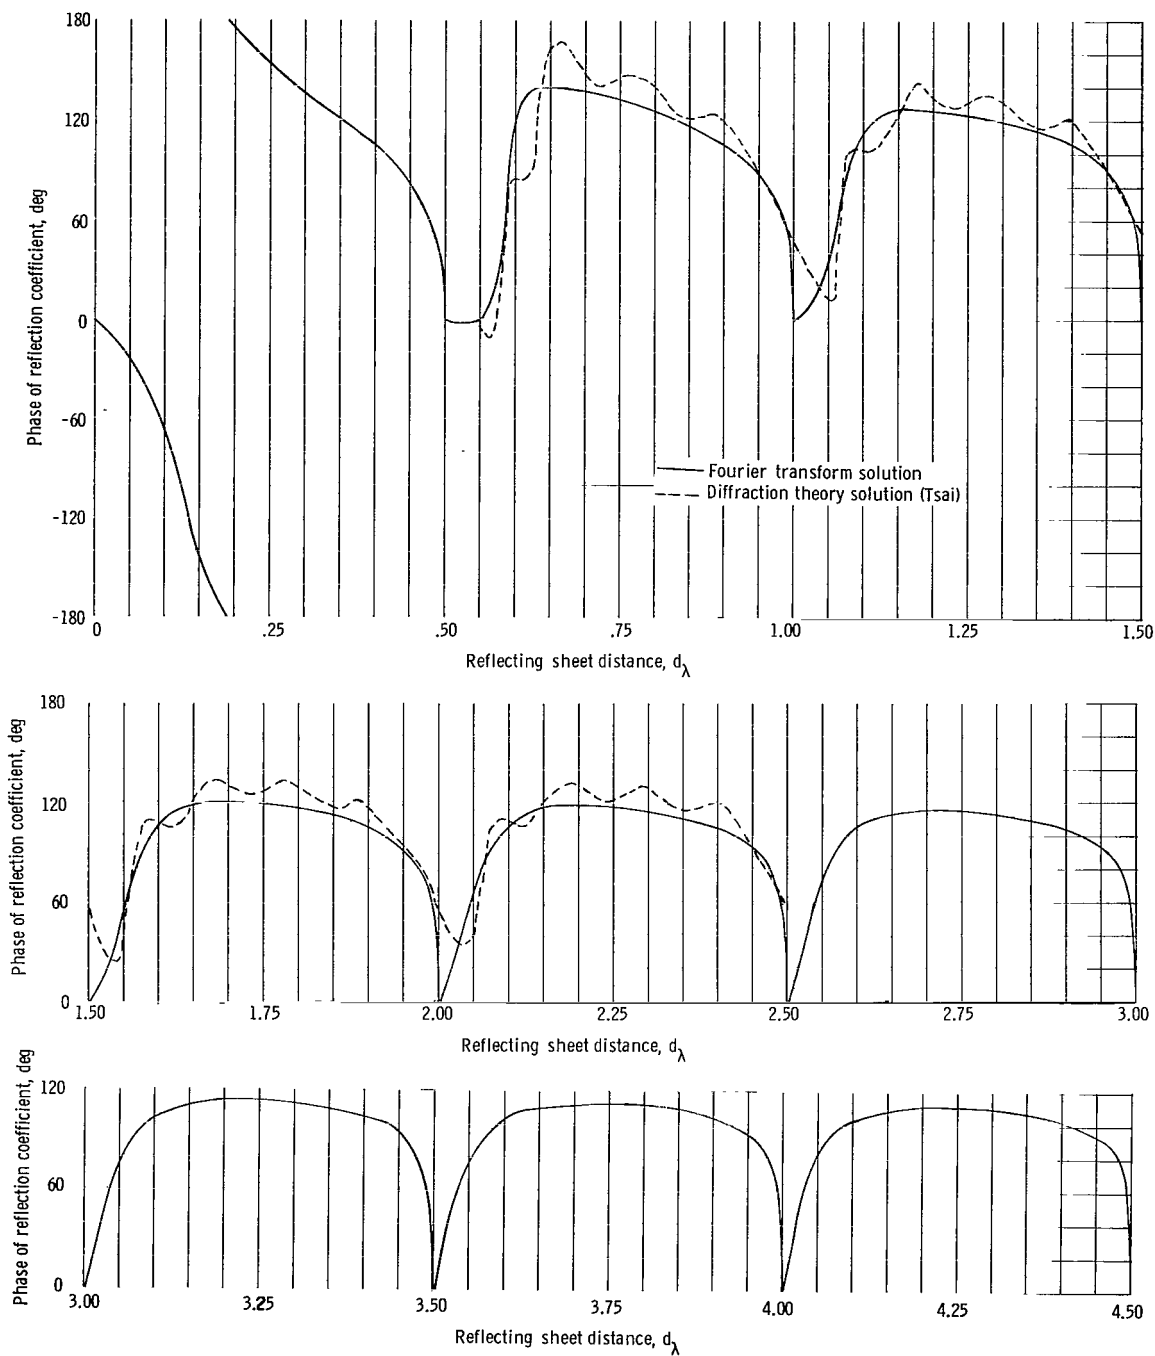 180
120
60
0
-60
-120
-180
Phase of reflection coefficient, deg
Fourier transform solution
Diffraction theory solution (Tsai)
0 .25 .50 .75 1.00 1.25 1.50
Reflecting sheet distance, dλ
180
120
60
0
Phase of reflection coefficient, deg
1.50 1.75 2.00 2.25 2.50 2.75 3.00
Reflecting sheet distance, dλ
120
60
0
Phase of reflection coefficient, deg
3.00 3.25 3.50 3.75 4.00 4.25 4.50
Reflecting sheet distance, dλ